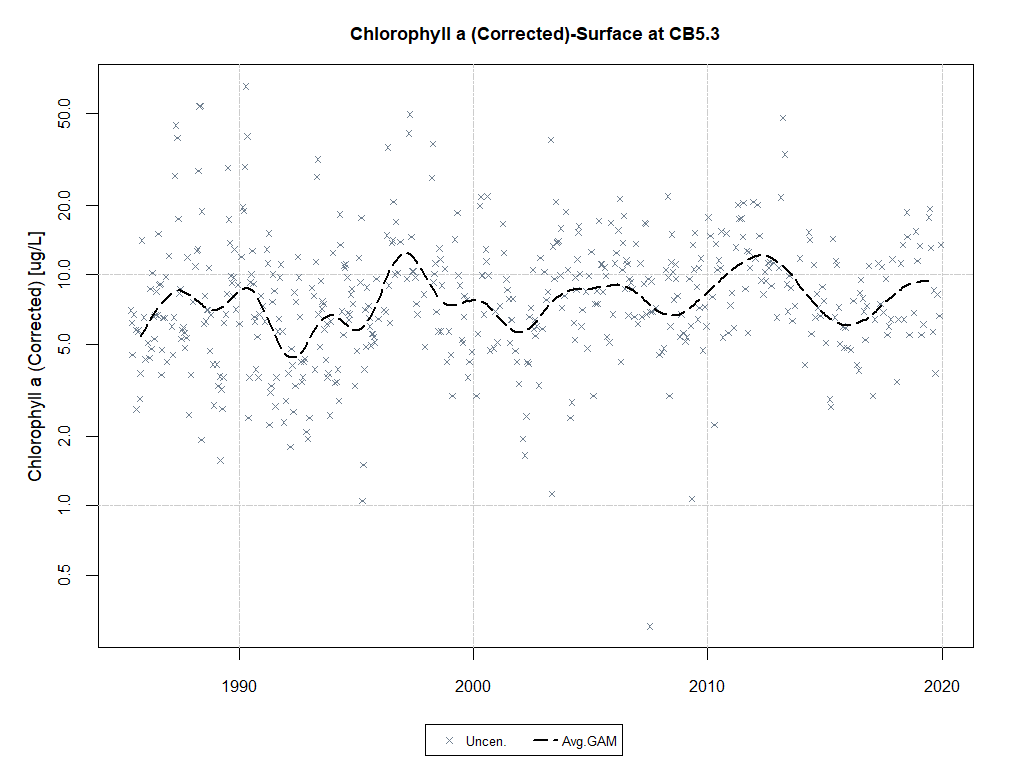 Chlorophyll a (Corrected)-Surface at CB5.3
Chlorophyll a (Corrected) [ug/L]
50.0
20.0
10.0
5.0
2.0
1.0
0.5
1990 2000 2010 2020
Uncen. Avg.GAM